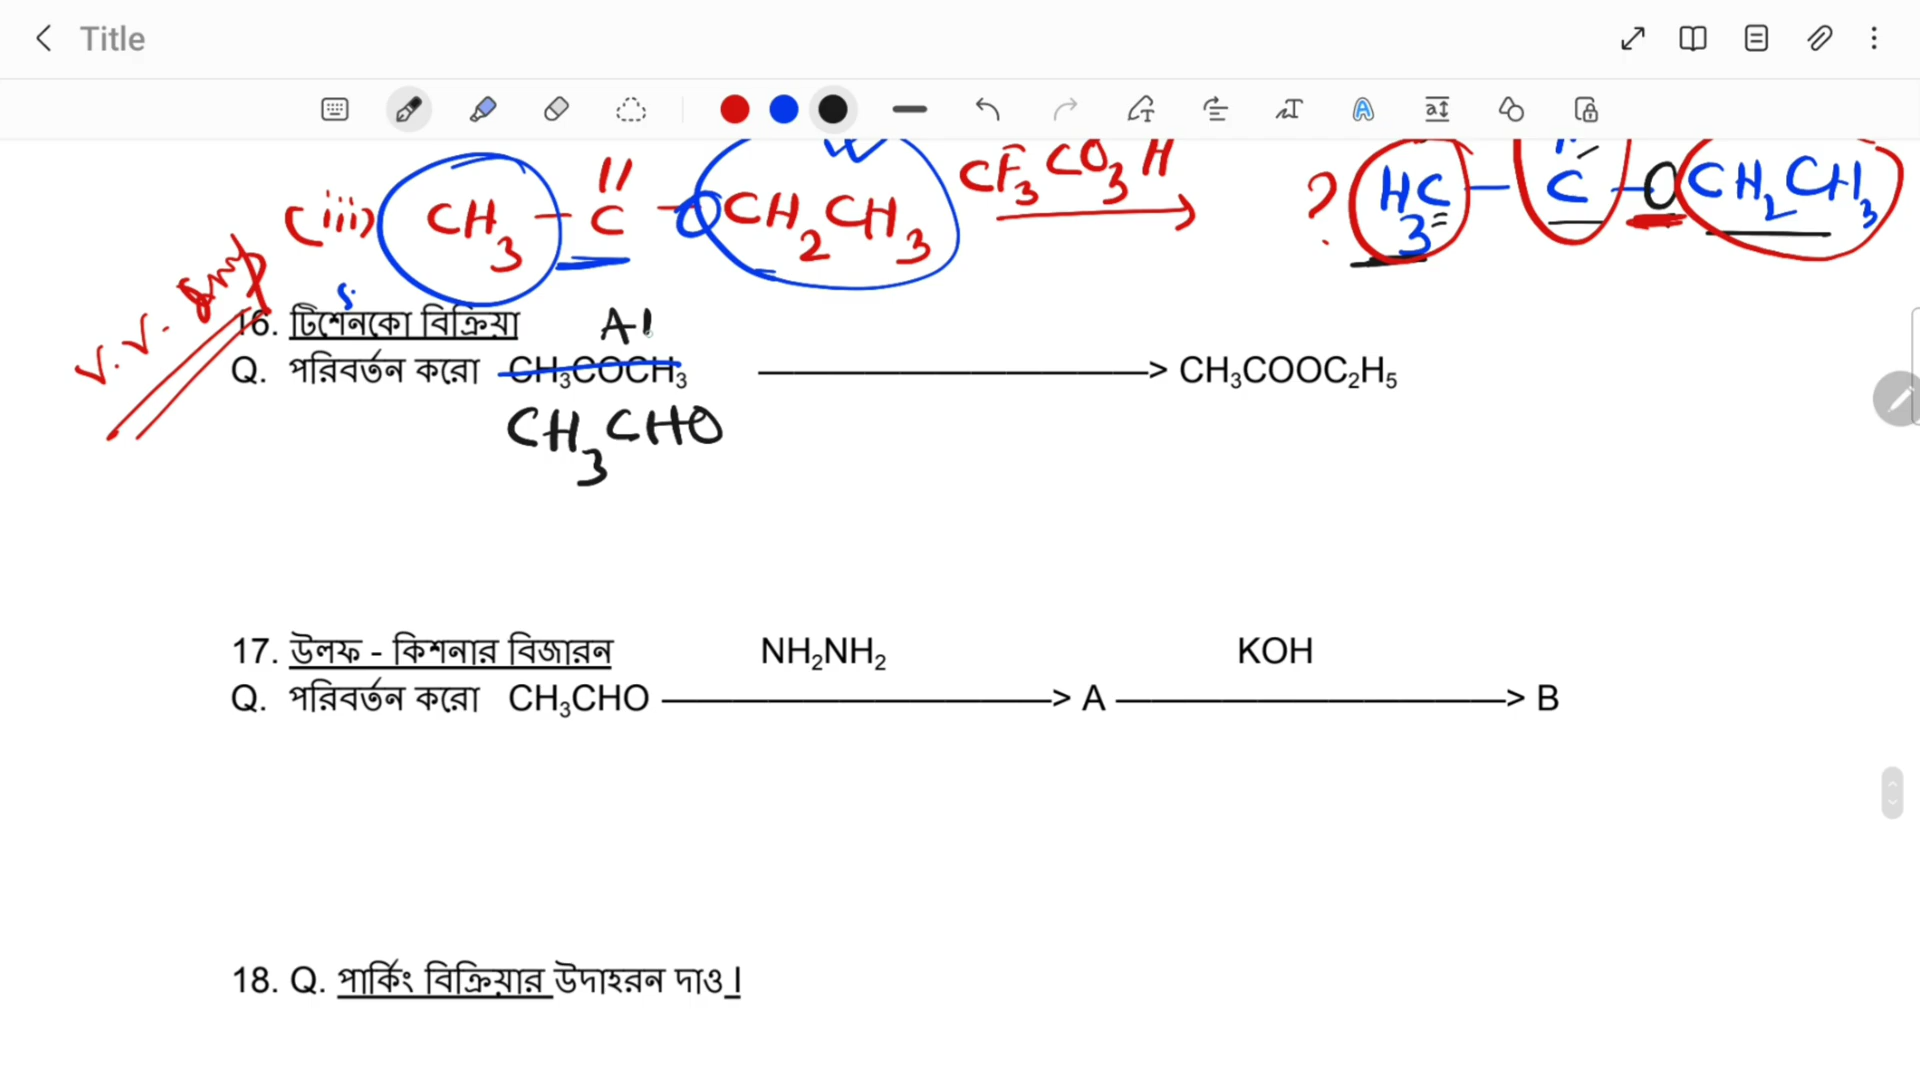 Title
(iii) CH3 - C - OCH2CH3 CF3CO3H ? H3C - C - O CH2CH3
V.V. Imp
16. টিশেনকো বিক্রিয়া
Al
Q. পরিবর্তন করো CH₃COCH₃ ————————————> CH₃COOC₂H₅
CH3CHO
17. উলফ - কিশনার বিজারন NH₂NH₂ KOH
Q. পরিবর্তন করো CH₃CHO ————————————> A ————————————> B
18. Q. পার্কিং বিক্রিয়ার উদাহরন দাও l